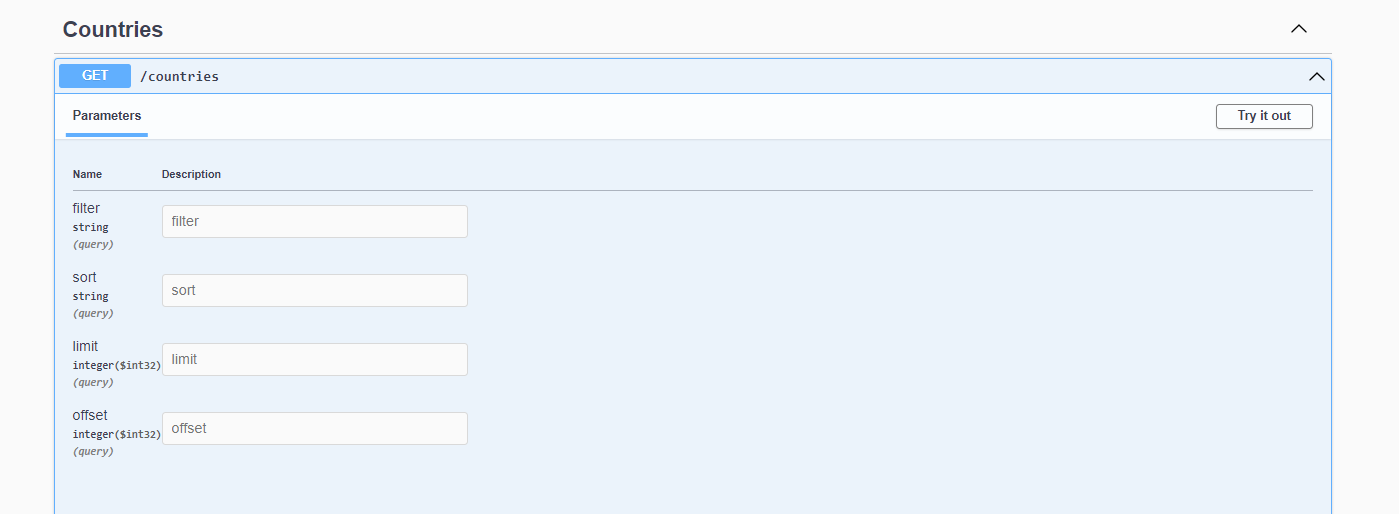 Countries
GET /countries
Parameters
Try it out
Name Description
filter
string
(query)
filter
sort
string
(query)
sort
limit
integer($int32)
(query)
limit
offset
integer($int32)
(query)
offset